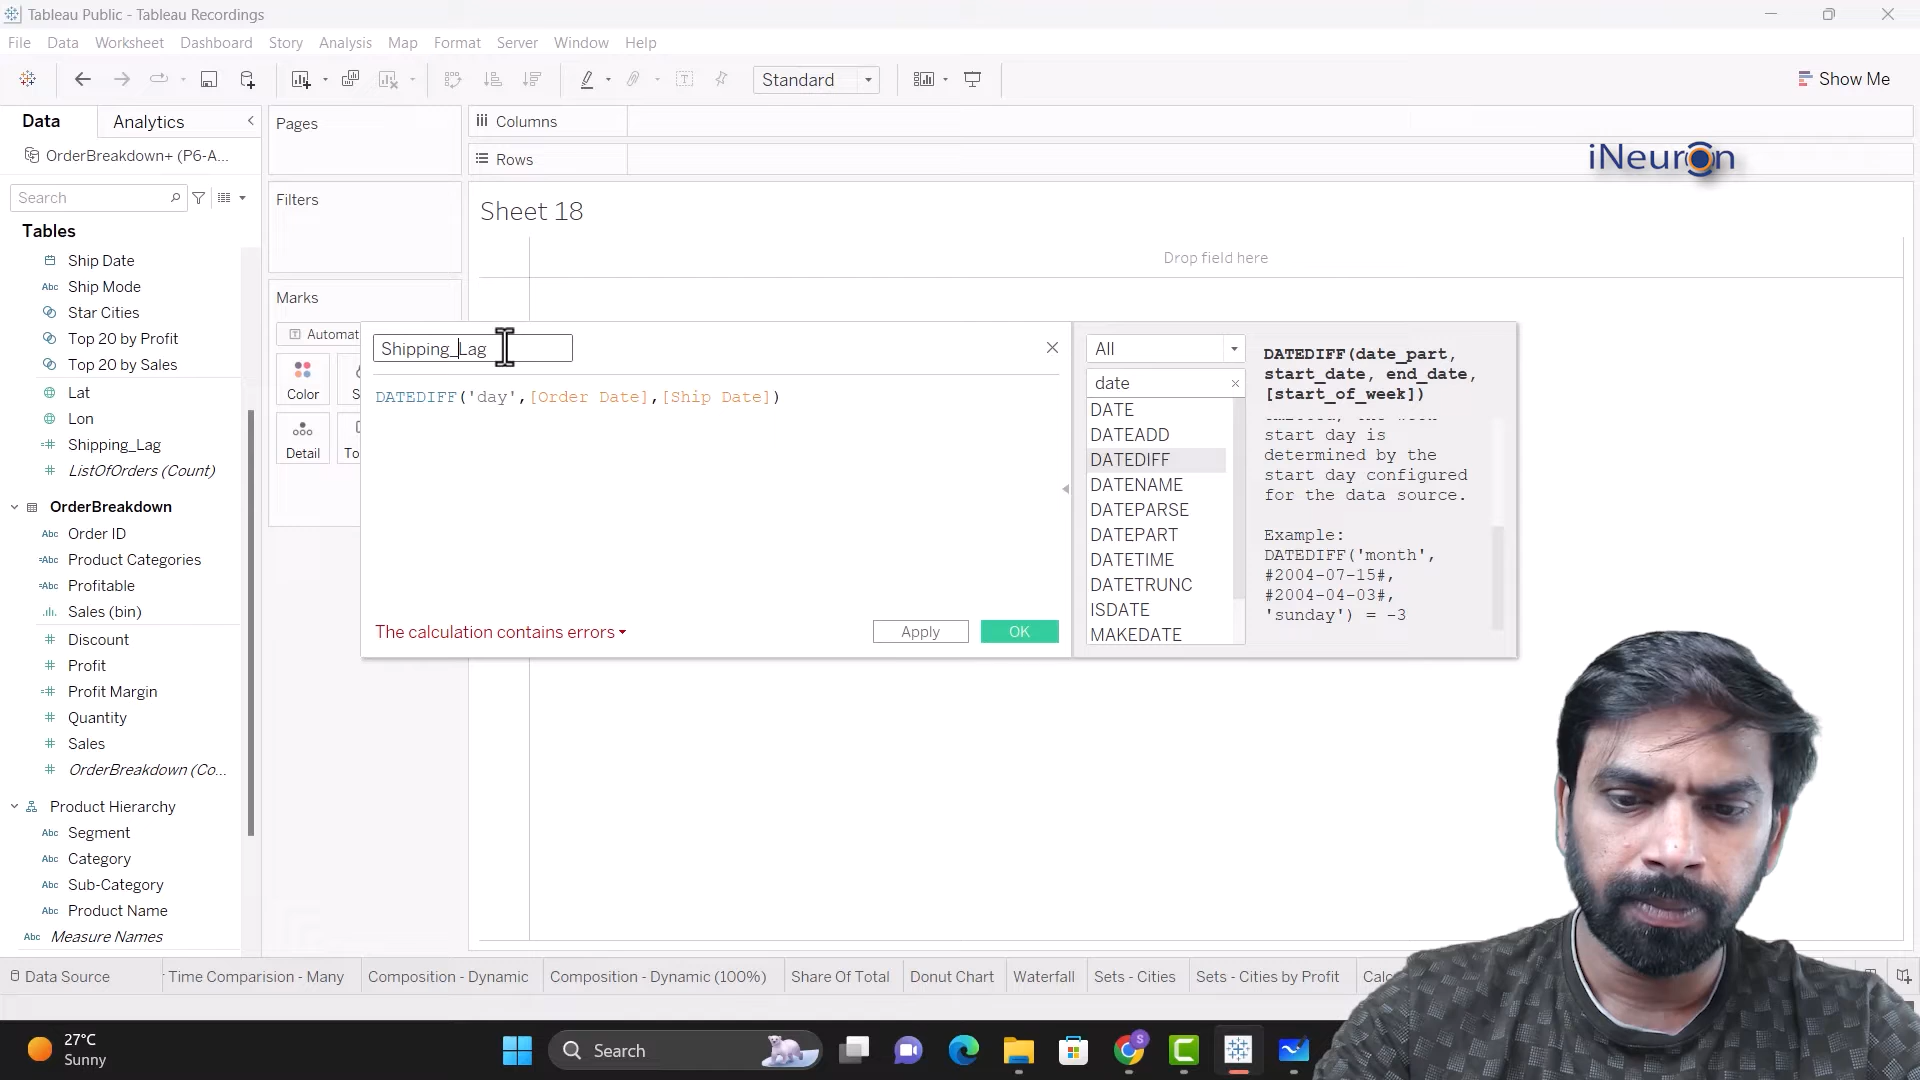 Tableau Public - Tableau Recordings
File Data Worksheet Dashboard Story Analysis Map Format Server Window Help
Standard
Show Me
Data Analytics
OrderBreakdown+ (P6-A...
Search
Tables
Ship Date
Ship Mode
Star Cities
Top 20 by Profit
Top 20 by Sales
Lat
Lon
Shipping_Lag
ListOfOrders (Count)
OrderBreakdown
Order ID
Product Categories
Profitable
Sales (bin)
Discount
Profit
Profit Margin
Quantity
Sales
OrderBreakdown (Co...
Product Hierarchy
Segment
Category
Sub-Category
Product Name
Measure Names
Pages
Filters
Marks
Automat
Color
Detail
To
Columns
Rows
iNeuron
Sheet 18
Drop field here
Shipping_Lag
DATEDIFF('day',[Order Date],[Ship Date])
The calculation contains errors
Apply OK
All
date
DATE
DATEADD
DATEDIFF
DATENAME
DATEPARSE
DATEPART
DATETIME
DATETRUNC
ISDATE
MAKEDATE
DATEDIFF(date_part,
start_date, end_date,
[start_of_week])
start day is
determined by the
start day configured
for the data source.
Example:
DATEDIFF('month',
#2004-07-15#,
#2004-04-03#,
'sunday') = -3
Data Source Time Comparision - Many Composition - Dynamic Composition - Dynamic (100%) Share Of Total Donut Chart Waterfall Sets - Cities Sets - Cities by Profit Calc
27°C
Sunny
Search